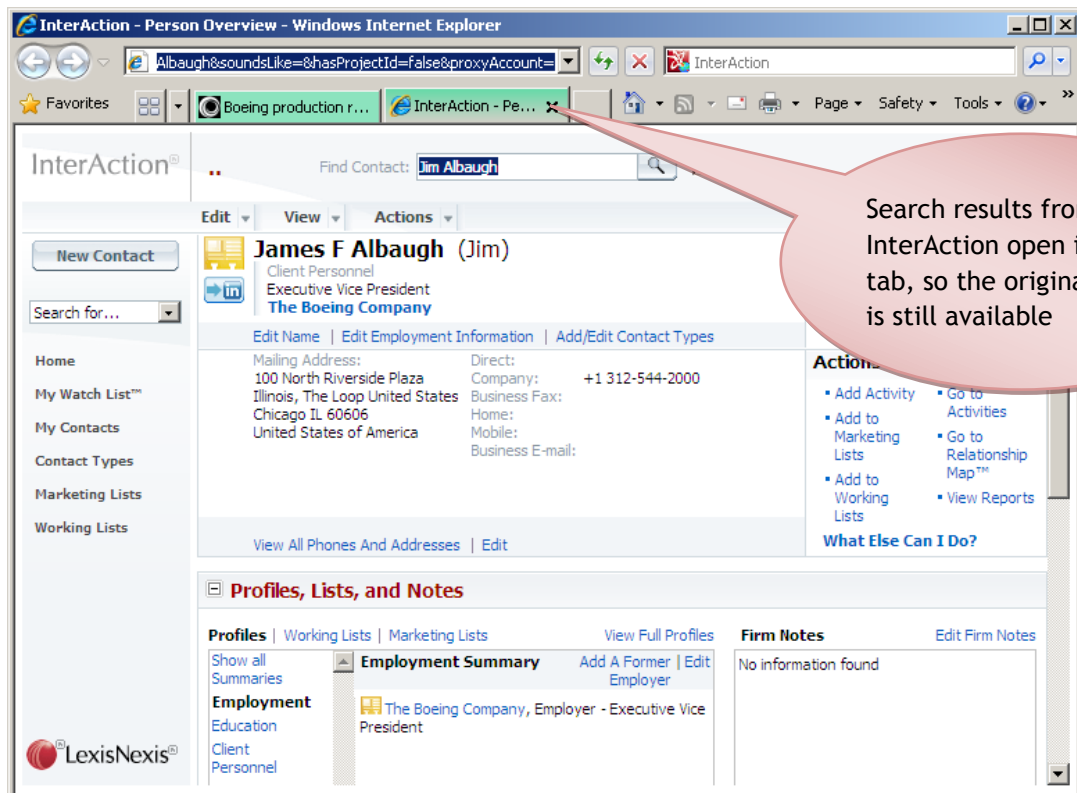 InterAction - Person Overview - Windows Internet Explorer
Albaugh&soundsLike=&hasProjectId=false&proxyAccount=
InterAction
Favorites
Boeing production r...
InterAction - Pe...
Page
Safety
Tools
»
InterAction®
Find Contact: Jim Albaugh
Edit
View
Actions
New Contact
Search for...
Home
My Watch List™
My Contacts
Contact Types
Marketing Lists
Working Lists
LexisNexis®
James F Albaugh (Jim)
Client Personnel
in
Executive Vice President
The Boeing Company
Edit Name | Edit Employment Information | Add/Edit Contact Types
Mailing Address:
100 North Riverside Plaza
Illinois, The Loop United States
Chicago IL 60606
United States of America
Direct:
Company: +1 312-544-2000
Business Fax:
Home:
Mobile:
Business E-mail:
View All Phones And Addresses | Edit
Search results fro
InterAction open i
tab, so the origina
is still available
Actions
Add Activity
Add to
Marketing
Lists
Add to
Working
Lists
Go to
Activities
Go to
Relationship
Map™
View Reports
What Else Can I Do?
Profiles, Lists, and Notes
Profiles | Working Lists | Marketing Lists
View Full Profiles
Show all
Summaries
Employment
Education
Client
Personnel
Employment Summary
Add A Former | Edit
Employer
The Boeing Company, Employer - Executive Vice
President
Firm Notes
Edit Firm Notes
No information found